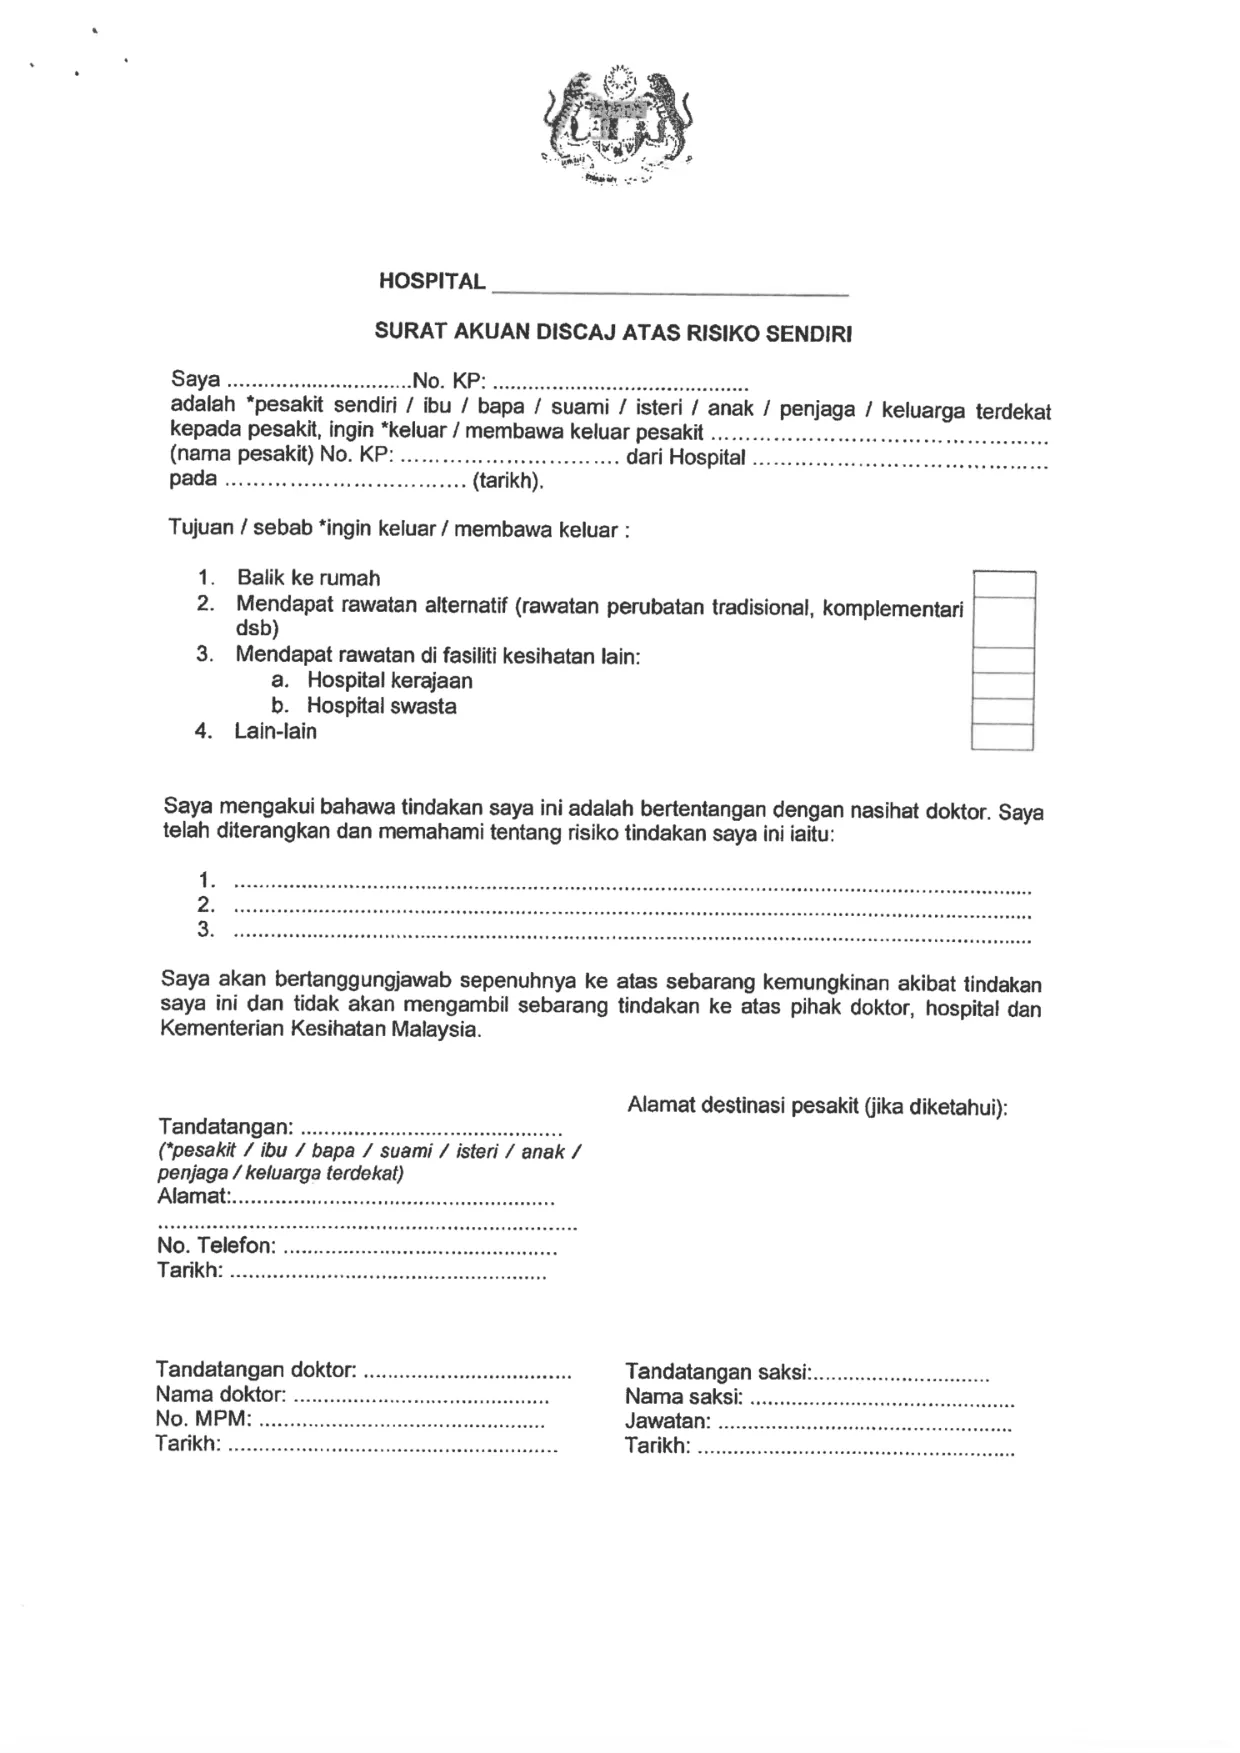 HOSPITAL ______________________________
SURAT AKUAN DISCAJ ATAS RISIKO SENDIRI
Saya ...............................No. KP: ...........................................
adalah *pesakit sendiri / ibu / bapa / suami / isteri / anak / penjaga / keluarga terdekat
kepada pesakit, ingin *keluar / membawa keluar pesakit ................................................
(nama pesakit) No. KP: ............................... dari Hospital ..........................................
pada .................................. (tarikh).
Tujuan / sebab *ingin keluar / membawa keluar :
1. Balik ke rumah
2. Mendapat rawatan alternatif (rawatan perubatan tradisional, komplementari
dsb)
3. Mendapat rawatan di fasiliti kesihatan lain:
a. Hospital kerajaan
b. Hospital swasta
4. Lain-lain
Saya mengakui bahawa tindakan saya ini adalah bertentangan dengan nasihat doktor. Saya
telah diterangkan dan memahami tentang risiko tindakan saya ini iaitu:
1. ....................................................................................................................................
2. ....................................................................................................................................
3. ....................................................................................................................................
Saya akan bertanggungjawab sepenuhnya ke atas sebarang kemungkinan akibat tindakan
saya ini dan tidak akan mengambil sebarang tindakan ke atas pihak doktor, hospital dan
Kementerian Kesihatan Malaysia.
Alamat destinasi pesakit (jika diketahui):
Tandatangan: ...........................................
(*pesakit / ibu / bapa / suami / isteri / anak /
penjaga / keluarga terdekat)
Alamat:.....................................................
.....................................................................
No. Telefon: .............................................
Tarikh: ....................................................
Tandatangan doktor: ..................................
Nama doktor: ..........................................
No. MPM: ...............................................
Tarikh: ......................................................
Tandatangan saksi:.............................
Nama saksi: ............................................
Jawatan: ................................................
Tarikh: ....................................................